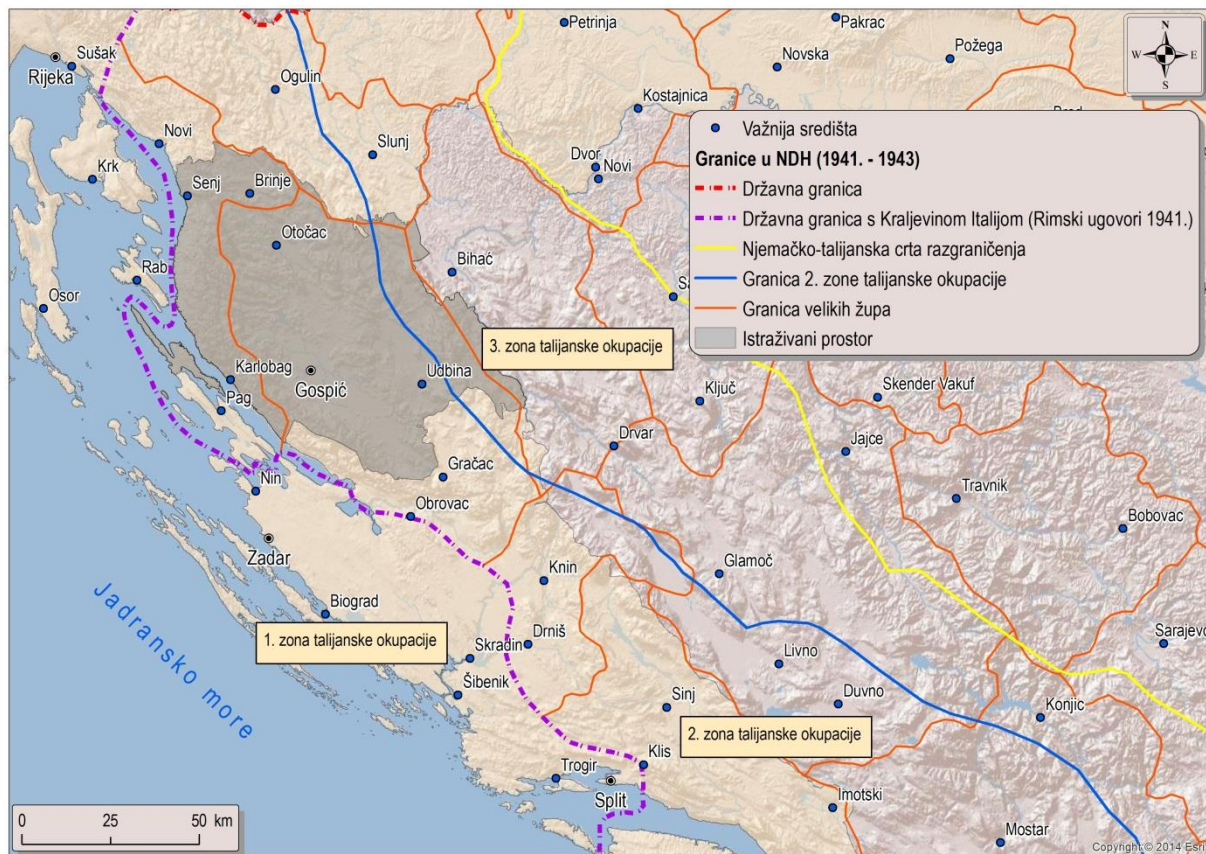 Petrinja
Pakrac
N
W E
S
Sušak
Rijeka
Požega
Novska
Ogulin
Kostajnica
Važnija središta
Granice u NDH (1941. - 1943)
Državna granica
Državna granica s Kraljevinom Italijom (Rimski ugovori 1941.)
Njemačko-talijanska crta razgraničenja
Granica 2. zone talijanske okupacije
Granica velikih župa
Istraživani prostor
Novi
Slunj
Dvor
Novi
Krk
Senj
Brinje
Otočac
Bihać
Rab
Osor
3. zona talijanske okupacije
Karlobag
Gospić
Udbina
Pag
Ključ
Skender Vakuf
Drvar
Jajce
Gračac
Nin
Travnik
Obrovac
Bobovac
Zadar
Knin
Glamoč
Biograd
1. zona talijanske okupacije
Drniš
Skradin
Livno
Sarajevo
Jadransko more
Šibenik
Sinj
Duvno
Konjic
2. zona talijanske okupacije
Klis
Trogir
Split
Imotski
Mostar
0 25 50 km
Copyright:© 2014 Esri